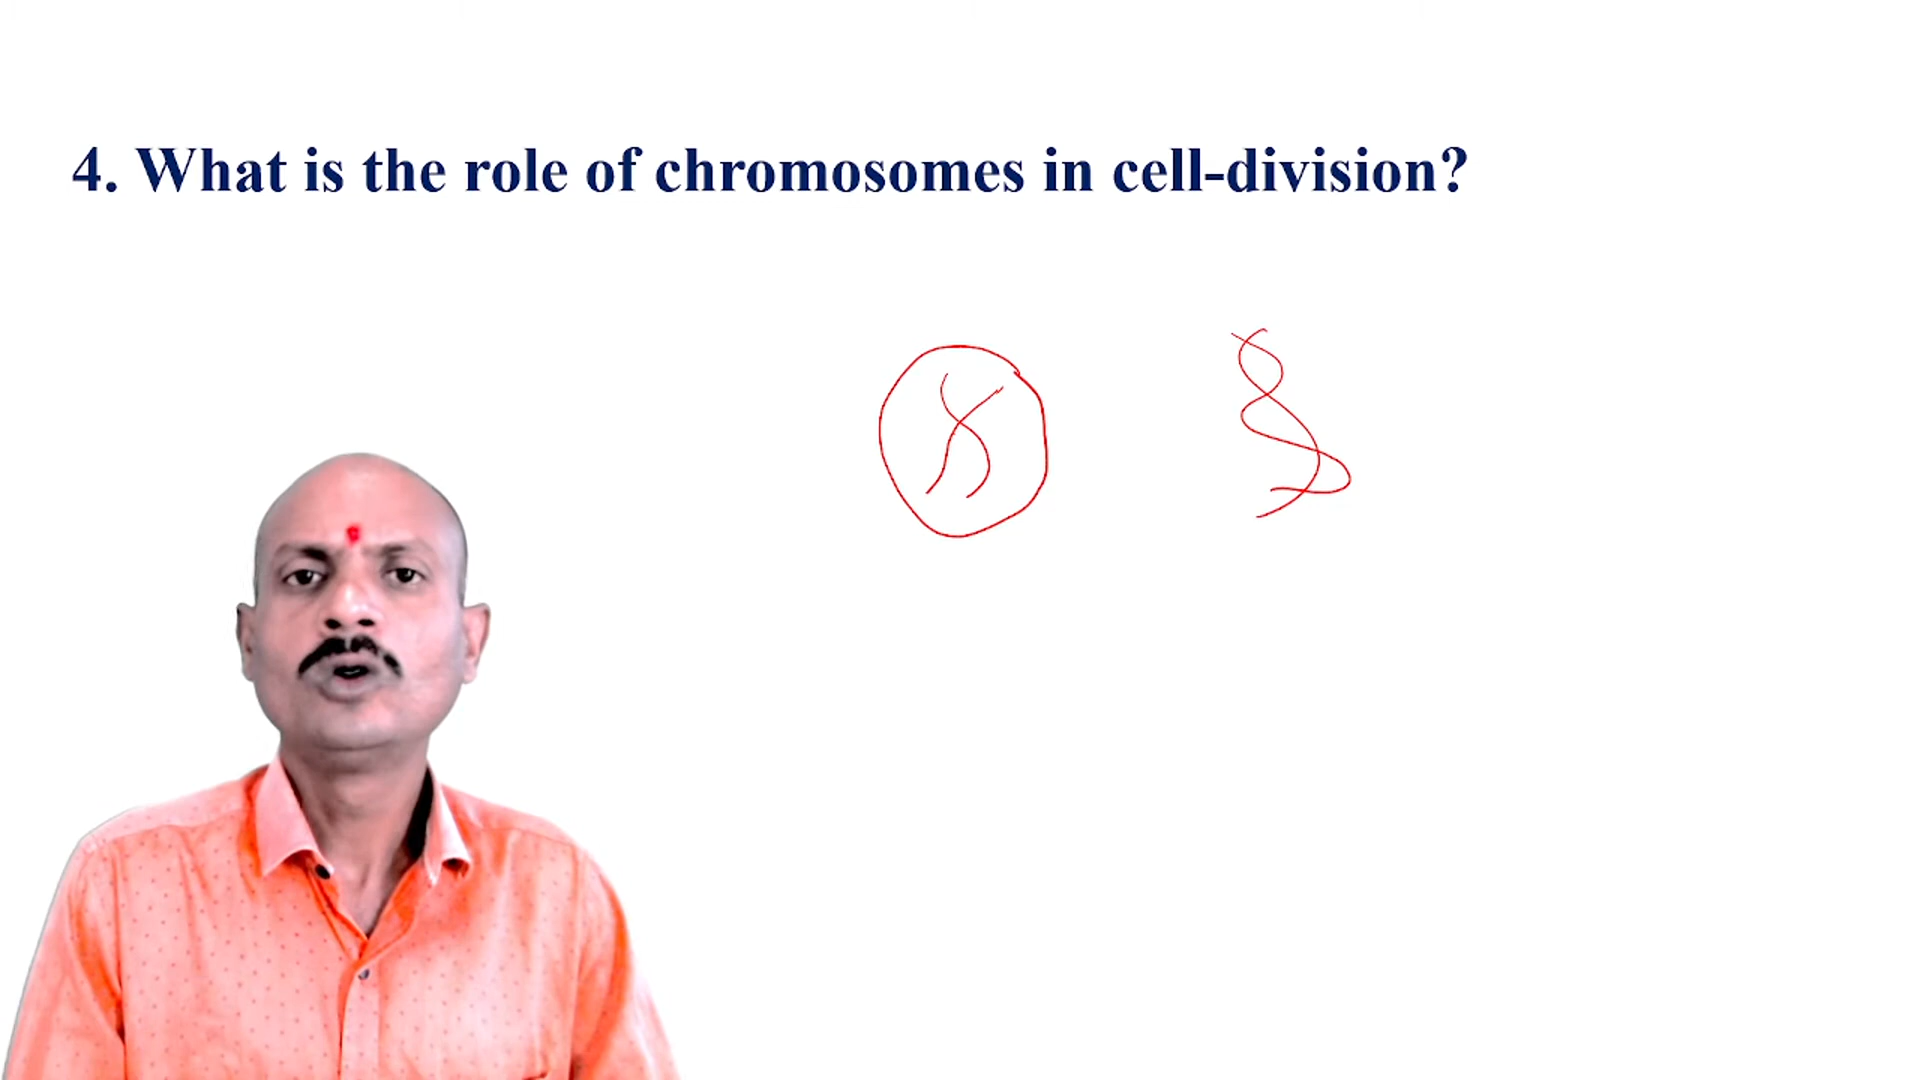 4. What is the role of chromosomes in cell-division?